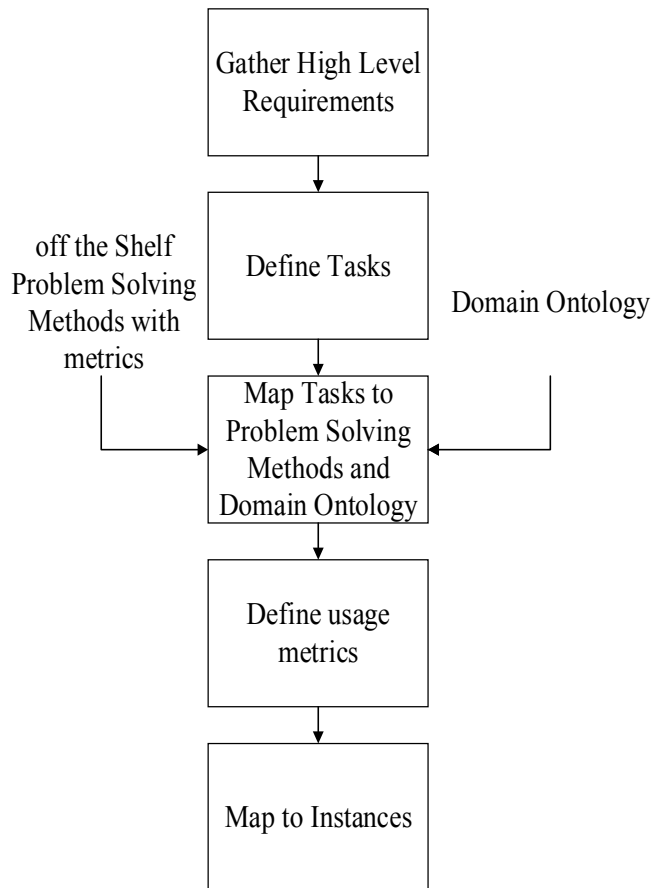 Gather High Level
Requirements
Define Tasks
off the Shelf
Problem Solving
Methods with
metrics
Domain Ontology
Map Tasks to
Problem Solving
Methods and
Domain Ontology
Define usage
metrics
Map to Instances